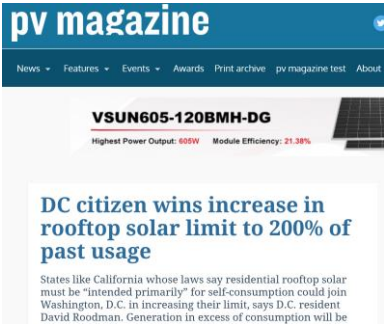 pv magazine
News Features Events Awards Print archive pv magazine test About
VSUN605-120BMH-DG
Highest Power Output: 605W Module Efficiency: 21.38%
DC citizen wins increase in
rooftop solar limit to 200% of
past usage
States like California whose laws say residential rooftop solar
must be “intended primarily” for self-consumption could join
Washington, D.C. in increasing their limit, says D.C. resident
David Roodman. Generation in excess of consumption will be